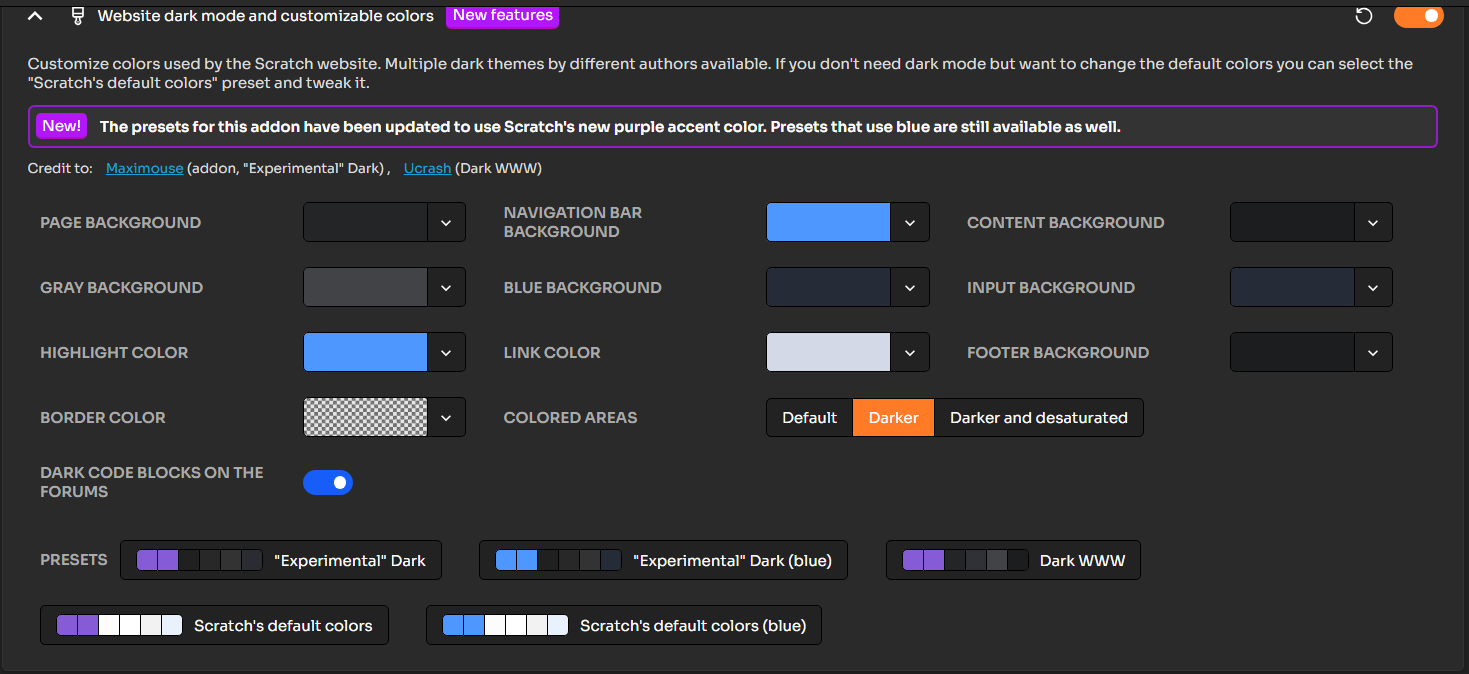 Website dark mode and customizable colors New features
Customize colors used by the Scratch website. Multiple dark themes by different authors available. If you don't need dark mode but want to change the default colors you can select the
"Scratch's default colors" preset and tweak it.
New! The presets for this addon have been updated to use Scratch's new purple accent color. Presets that use blue are still available as well.
Credit to: Maximouse (addon, "Experimental" Dark), Ucrash (Dark WWW)
PAGE BACKGROUND
NAVIGATION BAR
BACKGROUND
CONTENT BACKGROUND
GRAY BACKGROUND
BLUE BACKGROUND
INPUT BACKGROUND
HIGHLIGHT COLOR
LINK COLOR
FOOTER BACKGROUND
BORDER COLOR
COLORED AREAS
Default Darker Darker and desaturated
DARK CODE BLOCKS ON THE
FORUMS
PRESETS
"Experimental" Dark
"Experimental" Dark (blue)
Dark WWW
Scratch's default colors
Scratch's default colors (blue)